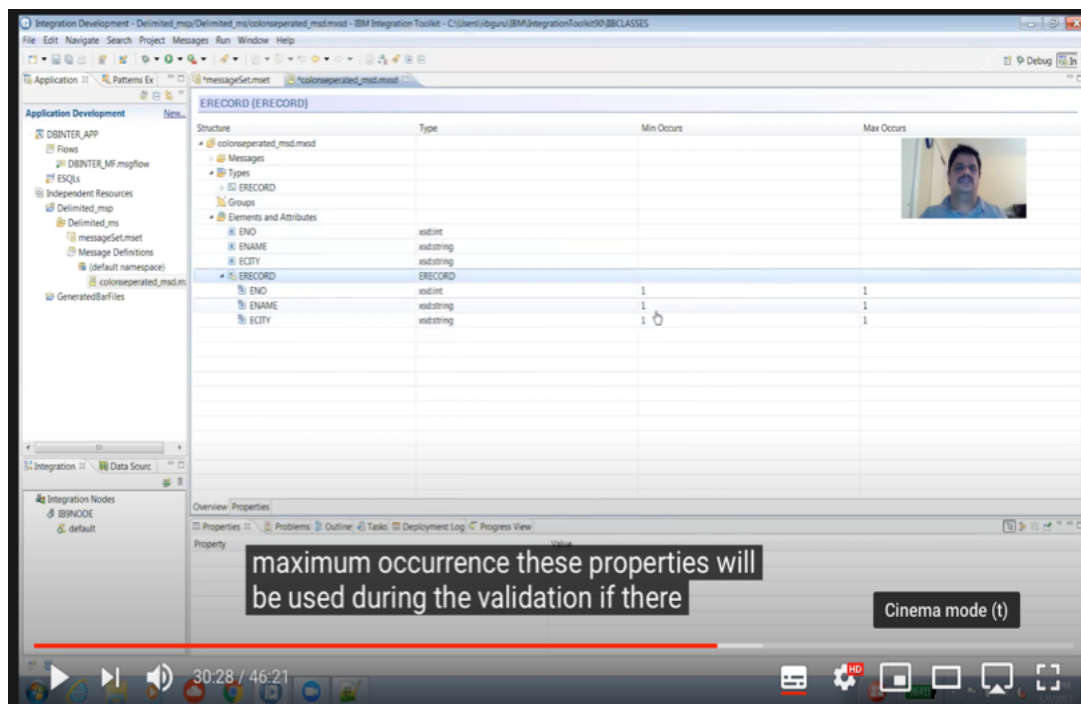 Integration Development - Delimited_msp/Delimited_ms/colonseperated_msd.mxsd - IBM Integration Toolkit - C:\Users\iibguru\IBM\IntegrationToolkit90\IIBCLASSES
File Edit Navigate Search Project Messages Run Window Help
Debug In
Application Patterns Ex *messageSet.mset *colonseperated_msd.mxsd
ERECORD (ERECORD)
Application Development New...
Structure Type Min Occurs Max Occurs
DBINTER_APP
colonseperated_msd.mxsd
Flows
Messages
DBINTER_MF.msgflow
Types
ESQLs
ERECORD
Independent Resources
Groups
Delimited_msp
Elements and Attributes
Delimited_ms
ENO xsd:int
messageSet.mset
ENAME xsd:string
Message Definitions
ECITY xsd:string
(default namespace)
ERECORD ERECORD
colonseperated_msd.m
ENO xsd:int 1 1
GeneratedBarFiles
ENAME xsd:string 1 1
ECITY xsd:string 1 1
Integration Data Sourc
Integration Nodes
IB9NODE
default
Overview Properties
Properties Problems Outline Tasks Deployment Log Progress View
Property Value
maximum occurrence these properties will
be used during the validation if there
Cinema mode (t)
30:28 / 46:21
HD